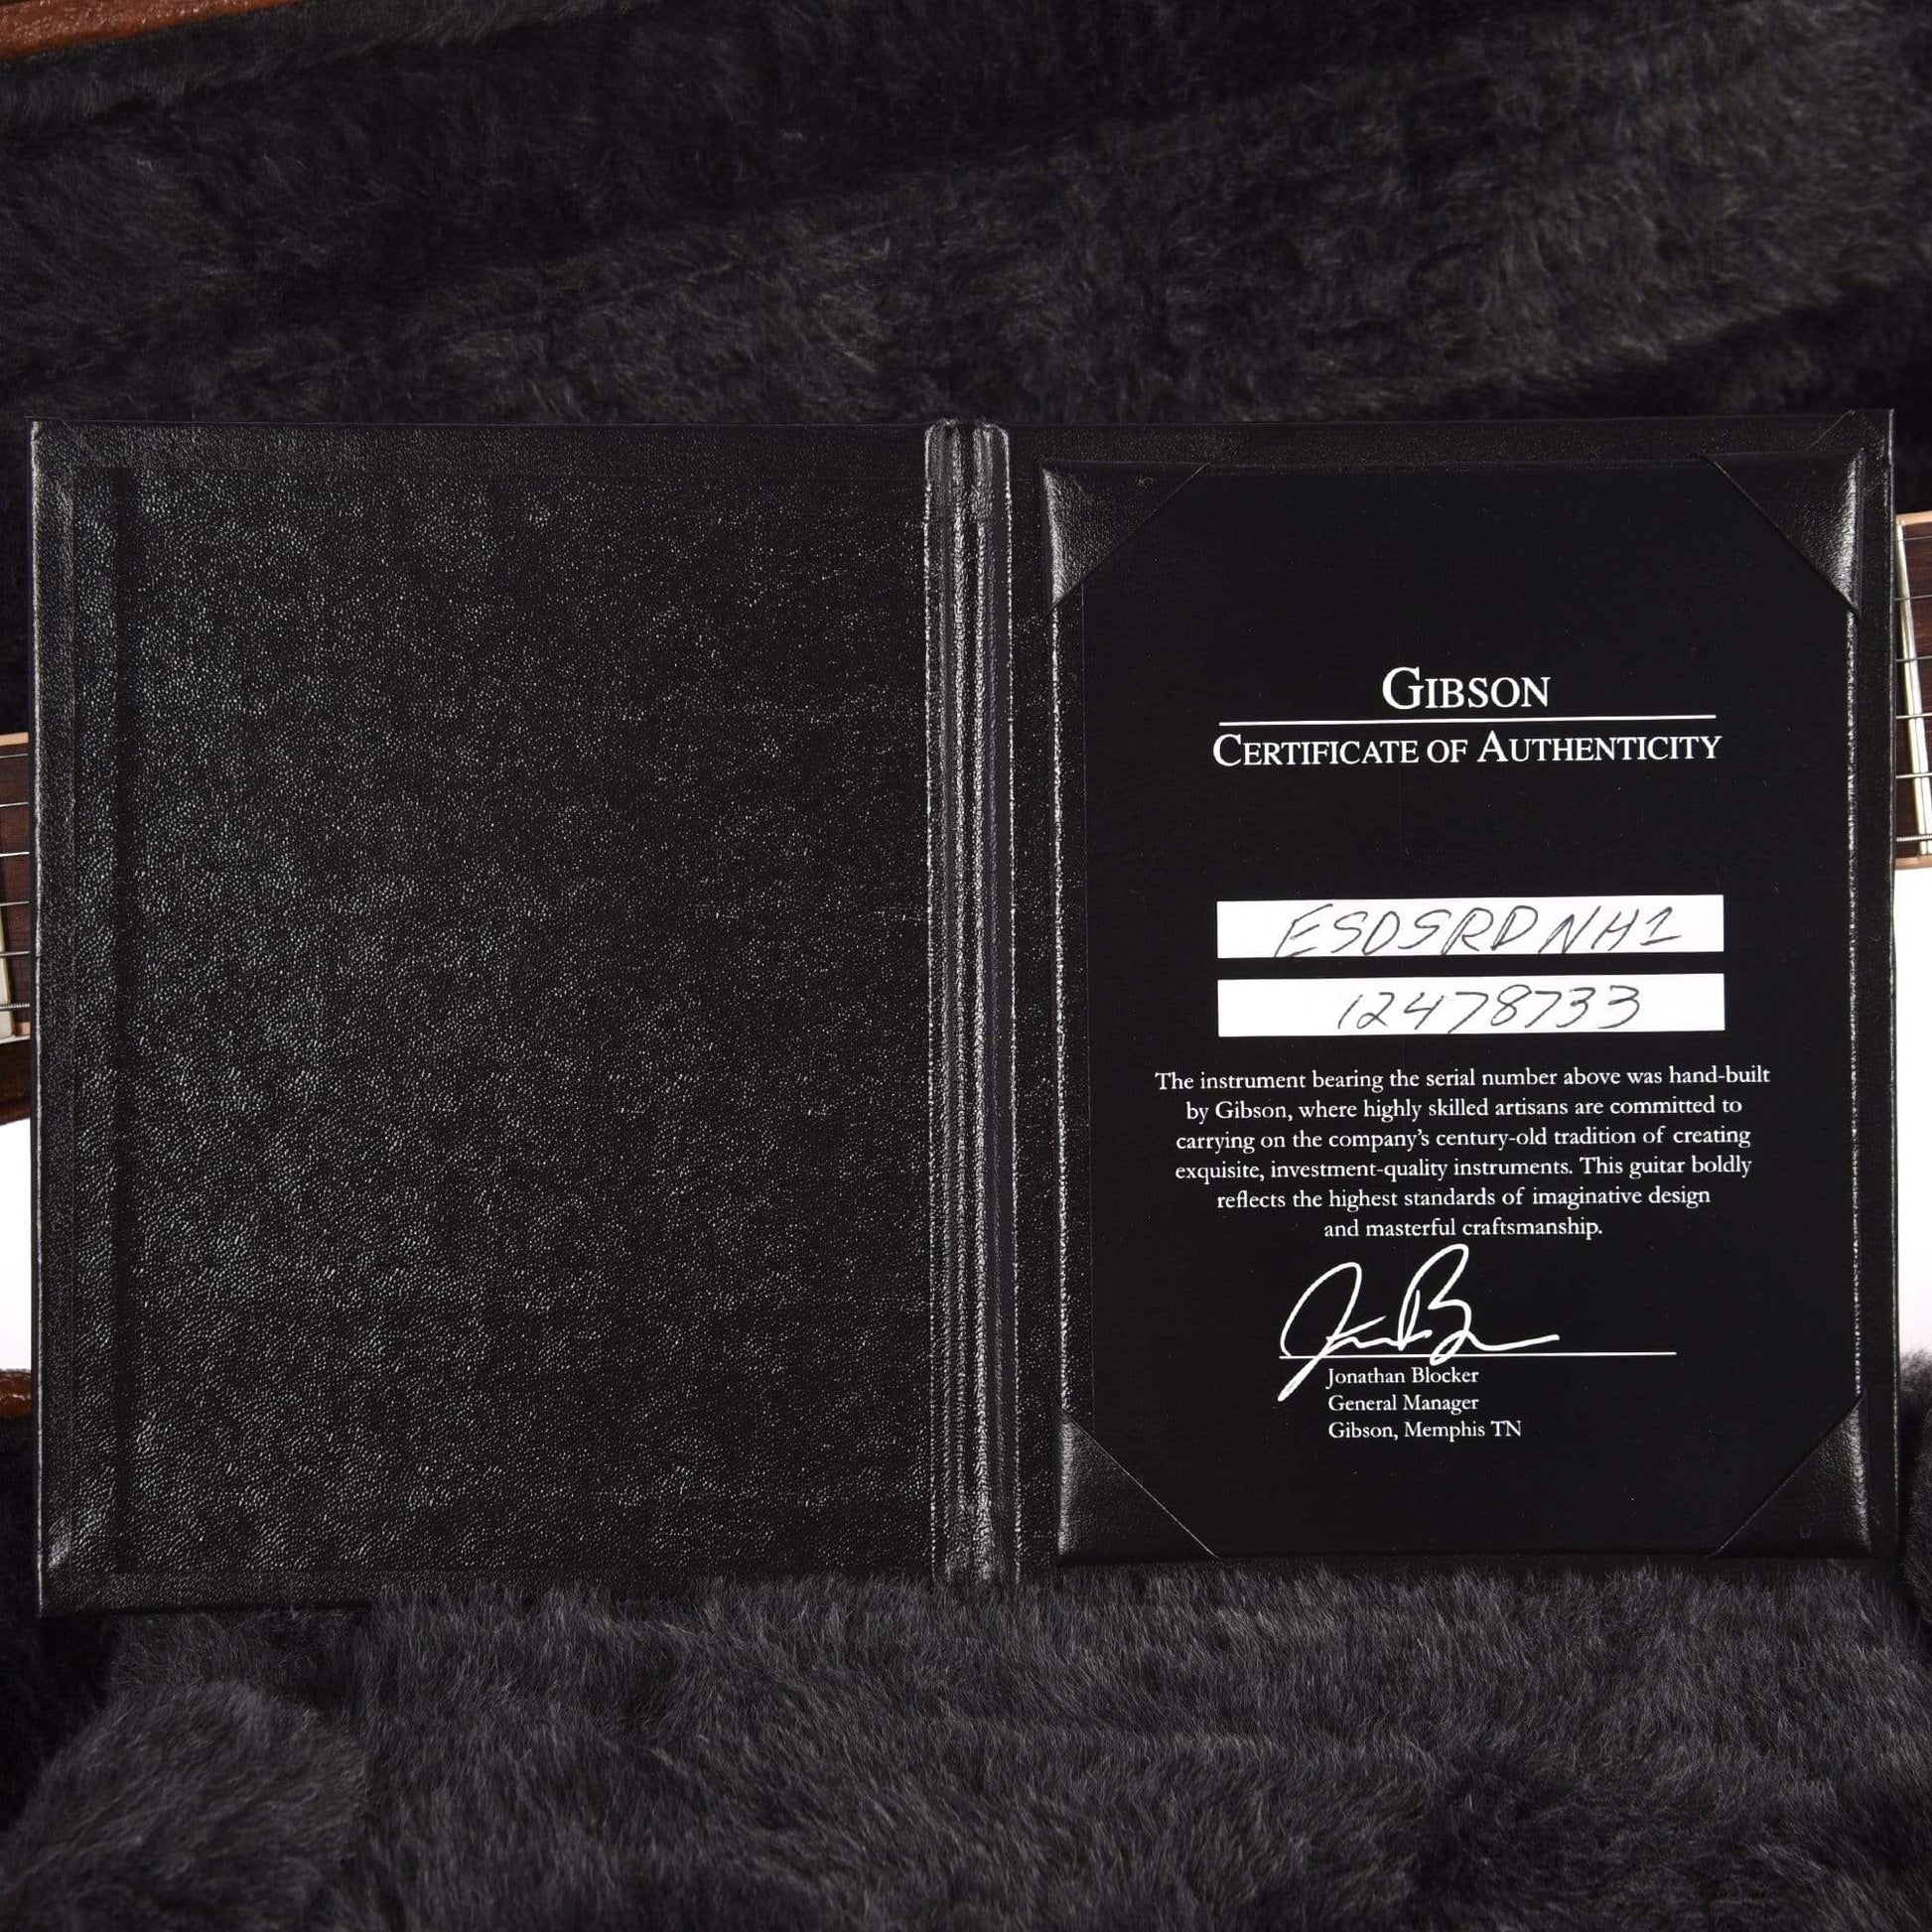 GIBSON
CERTIFICATE OF AUTHENTICITY
ESDSRDNH1
12478733
The instrument bearing the serial number above was hand-built
by Gibson, where highly skilled artisans are committed to
carrying on the company's century-old tradition of creating
exquisite, investment-quality instruments. This guitar boldly
reflects the highest standards of imaginative design
and masterful craftsmanship.
Jonathan Blocker
General Manager
Gibson, Memphis TN